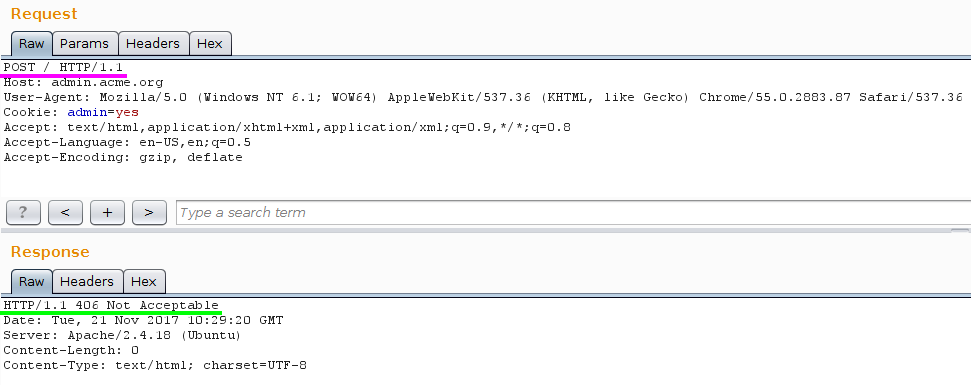 Request
Raw Params Headers Hex
POST / HTTP/1.1
Host: admin.acme.org
User-Agent: Mozilla/5.0 (Windows NT 6.1; WOW64) AppleWebKit/537.36 (KHTML, like Gecko) Chrome/55.0.2883.87 Safari/537.36
Cookie: admin=yes
Accept: text/html,application/xhtml+xml,application/xml;q=0.9,*/*;q=0.8
Accept-Language: en-US,en;q=0.5
Accept-Encoding: gzip, deflate
? < + > Type a search term
Response
Raw Headers Hex
HTTP/1.1 406 Not Acceptable
Date: Tue, 21 Nov 2017 10:29:20 GMT
Server: Apache/2.4.18 (Ubuntu)
Content-Length: 0
Content-Type: text/html; charset=UTF-8